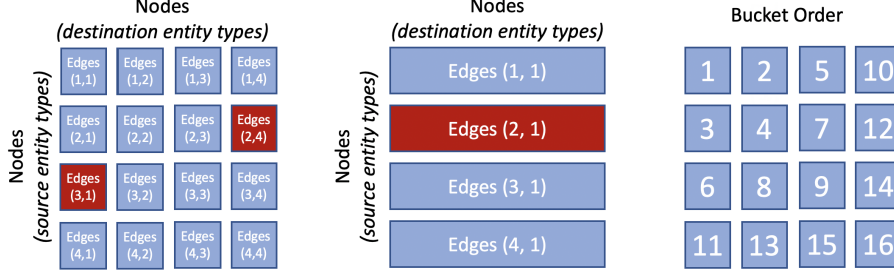 Nodes
(destination entity types)
Nodes
(source entity types)
Edges
(1,1)
Edges
(1,2)
Edges
(1,3)
Edges
(1,4)
Edges
(2,1)
Edges
(2,2)
Edges
(2,3)
Edges
(2,4)
Edges
(3,1)
Edges
(3,2)
Edges
(3,3)
Edges
(3,4)
Edges
(4,1)
Edges
(4,2)
Edges
(4,3)
Edges
(4,4)
Nodes
(destination entity types)
Nodes
(source entity types)
Edges (1, 1)
Edges (2, 1)
Edges (3, 1)
Edges (4, 1)
Bucket Order
1 2 5 10
3 4 7 12
6 8 9 14
11 13 15 16